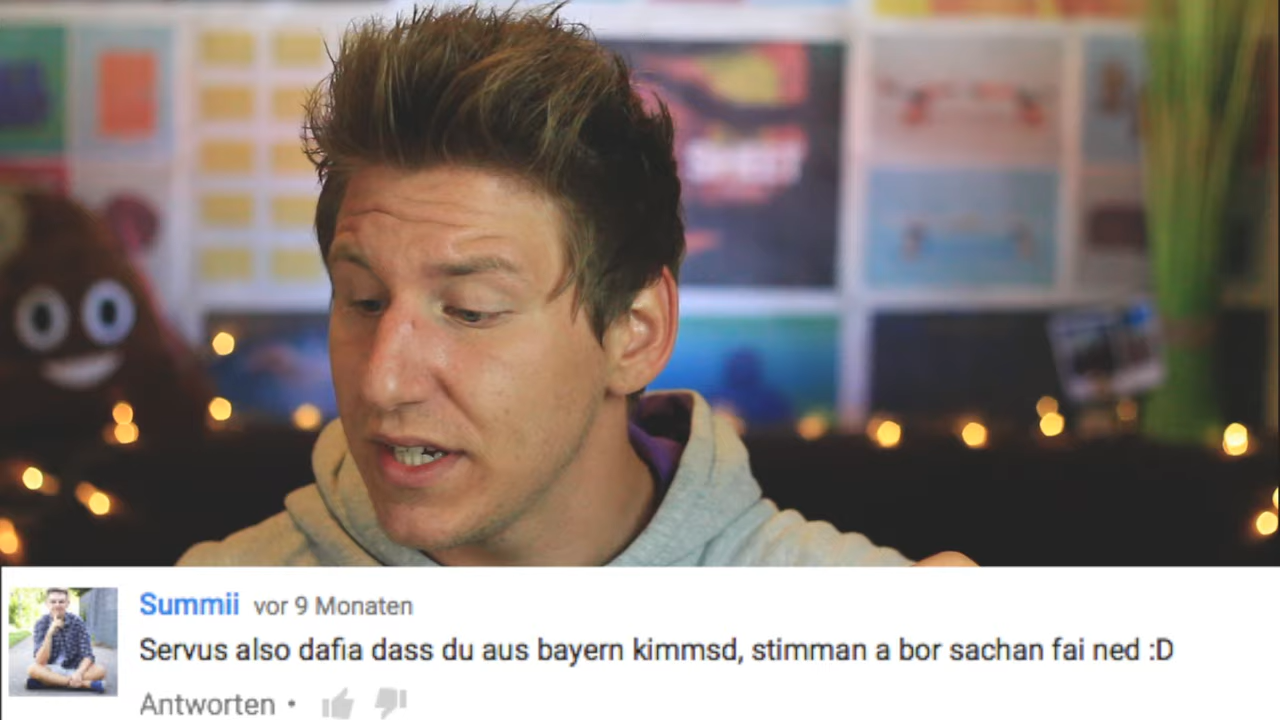 Summii vor 9 Monaten
Servus also dafia dass du aus bayern kimmsd, stimman a bor sachan fai ned :D
Antworten •